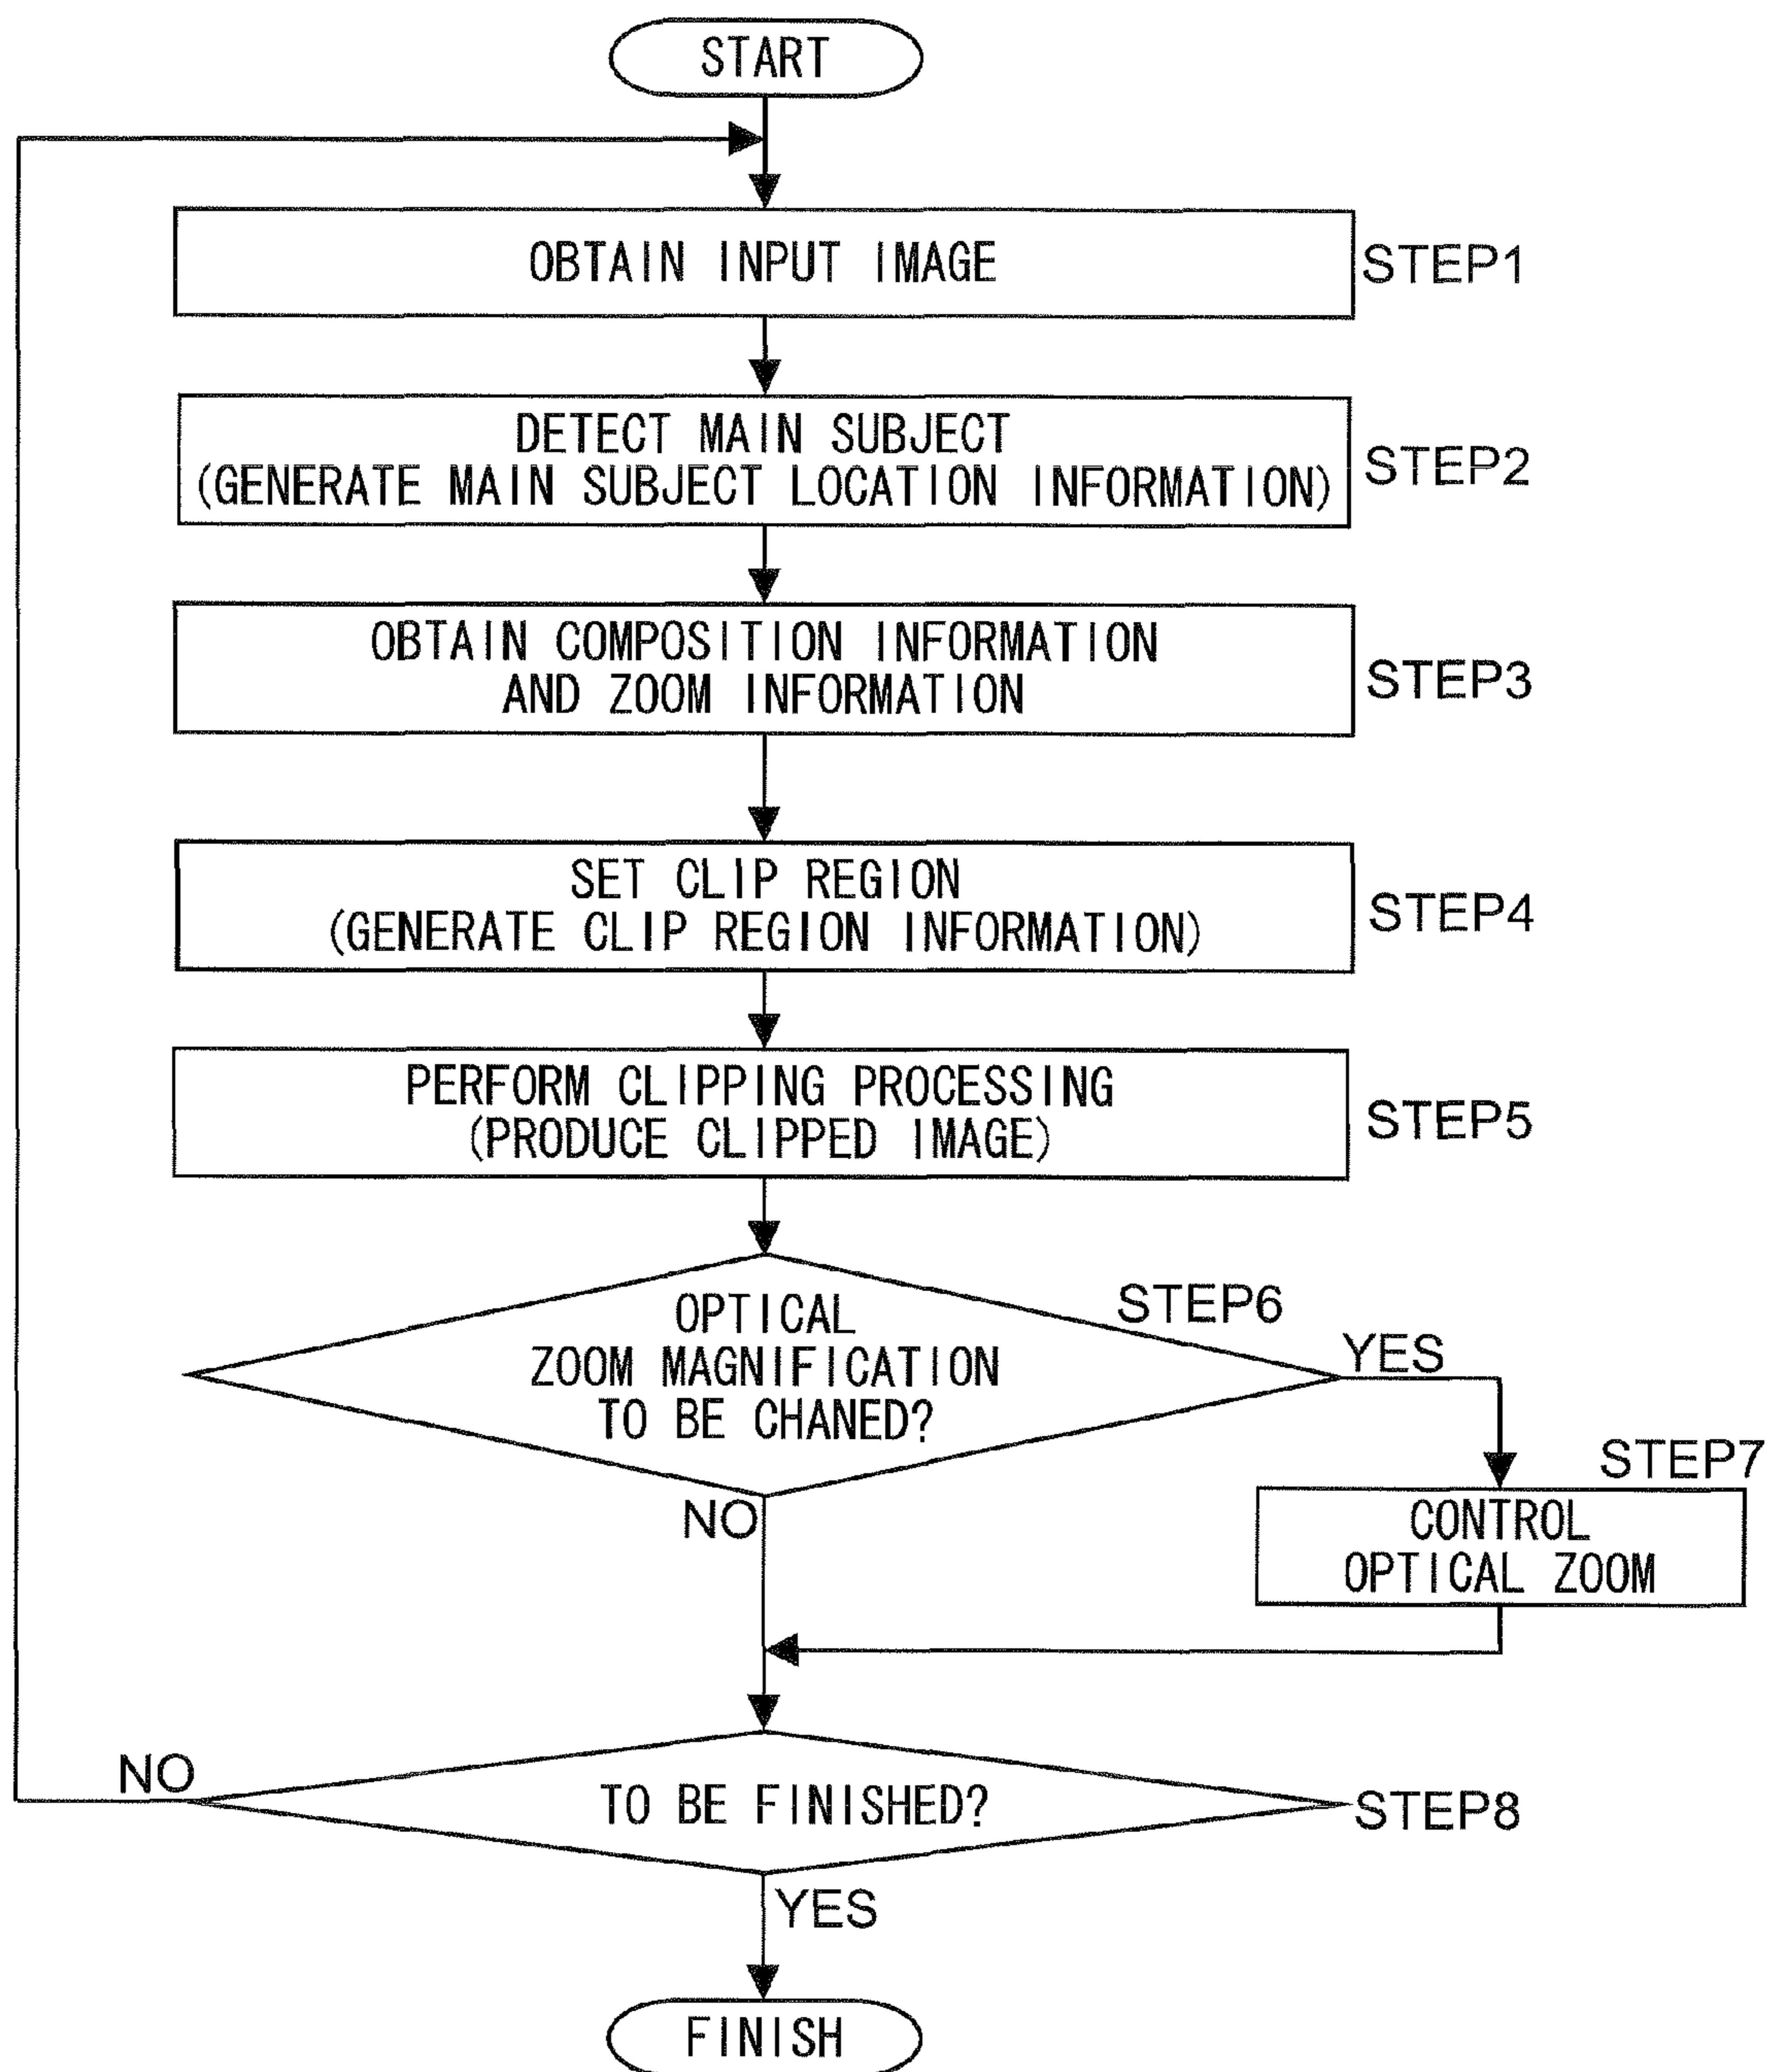 START
OBTAIN INPUT IMAGE
STEP1
DETECT MAIN SUBJECT
(GENERATE MAIN SUBJECT LOCATION INFORMATION)
STEP2
OBTAIN COMPOSITION INFORMATION
AND ZOOM INFORMATION
STEP3
SET CLIP REGION
(GENERATE CLIP REGION INFORMATION)
STEP4
PERFORM CLIPPING PROCESSING
(PRODUCE CLIPPED IMAGE)
STEP5
OPTICAL
ZOOM MAGNIFICATION
TO BE CHANED?
STEP6
YES
NO
STEP7
CONTROL
OPTICAL ZOOM
NO
TO BE FINISHED?
STEP8
YES
FINISH